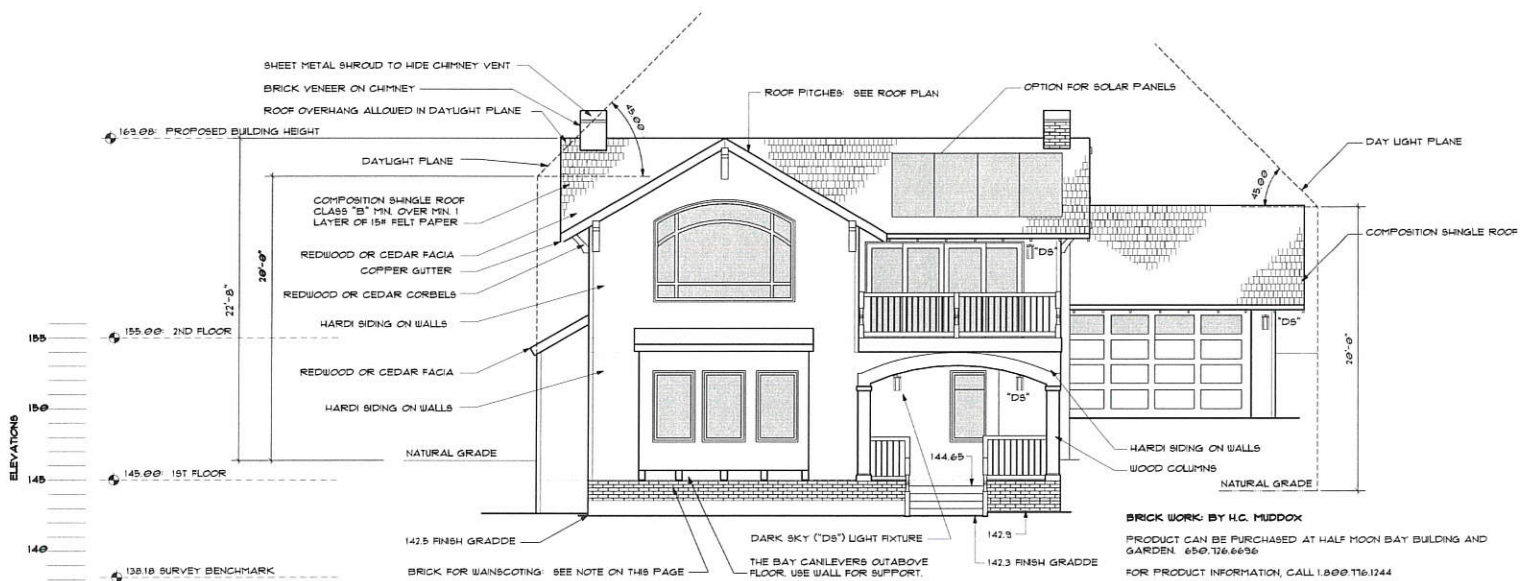 SHEET METAL SHROUD TO HIDE CHIMNEY VENT
BRICK VENEER ON CHIMNEY
ROOF OVERHANG ALLOWED IN DAYLIGHT PLANE
45.00
ROOF PITCHES: SEE ROOF PLAN
OPTION FOR SOLAR PANELS
169.08: PROPOSED BUILDING HEIGHT
DAYLIGHT PLANE
DAY LIGHT PLANE
45.00
COMPOSITION SHINGLE ROOF
CLASS "B" MIN. OVER MIN. 1
LAYER OF 15# FELT PAPER
REDWOOD OR CEDAR FACIA
COPPER GUTTER
REDWOOD OR CEDAR CORBELS
HARDI SIDING ON WALLS
22'-8"
20'-0"
"DS"
COMPOSITION SHINGLE ROOF
"DS"
20'-0"
155
155.00: 2ND FLOOR
REDWOOD OR CEDAR FACIA
HARDI SIDING ON WALLS
"DS"
150
ELEVATIONS
NATURAL GRADE
HARDI SIDING ON WALLS
WOOD COLUMNS
144.65
145
145.00: 1ST FLOOR
NATURAL GRADE
142.5 FINISH GRADDE
DARK SKY ("DS") LIGHT FIXTURE
142.9
142.3 FINISH GRADDE
BRICK WORK: BY H.C. MUDDOX
PRODUCT CAN BE PURCHASED AT HALF MOON BAY BUILDING AND
GARDEN. 650.726.6696
FOR PRODUCT INFORMATION, CALL 1.800.776.1244
140
138.18 SURVEY BENCHMARK
BRICK FOR WAINSCOTING: SEE NOTE ON THIS PAGE
THE BAY CANILEVERS OUTABOVE
FLOOR. USE WALL FOR SUPPORT.